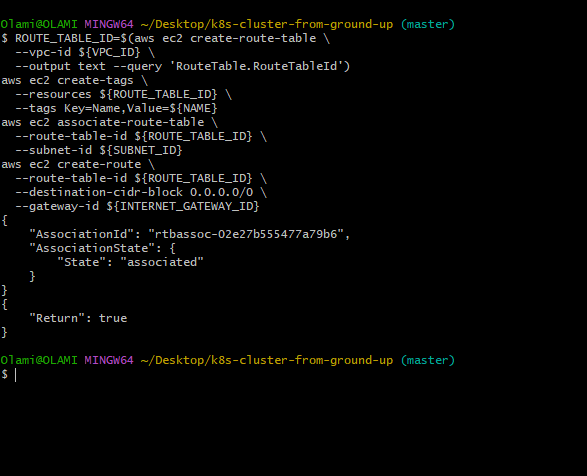 Olami@OLAMI MINGW64 ~/Desktop/k8s-cluster-from-ground-up (master)
$ ROUTE_TABLE_ID=$(aws ec2 create-route-table \
  --vpc-id ${VPC_ID} \
  --output text --query 'RouteTable.RouteTableId')
aws ec2 create-tags \
  --resources ${ROUTE_TABLE_ID} \
  --tags Key=Name,Value=${NAME}
aws ec2 associate-route-table \
  --route-table-id ${ROUTE_TABLE_ID} \
  --subnet-id ${SUBNET_ID}
aws ec2 create-route \
  --route-table-id ${ROUTE_TABLE_ID} \
  --destination-cidr-block 0.0.0.0/0 \
  --gateway-id ${INTERNET_GATEWAY_ID}
{
    "AssociationId": "rtbassoc-02e27b555477a79b6",
    "AssociationState": {
        "State": "associated"
    }
}
{
    "Return": true
}
Olami@OLAMI MINGW64 ~/Desktop/k8s-cluster-from-ground-up (master)
$